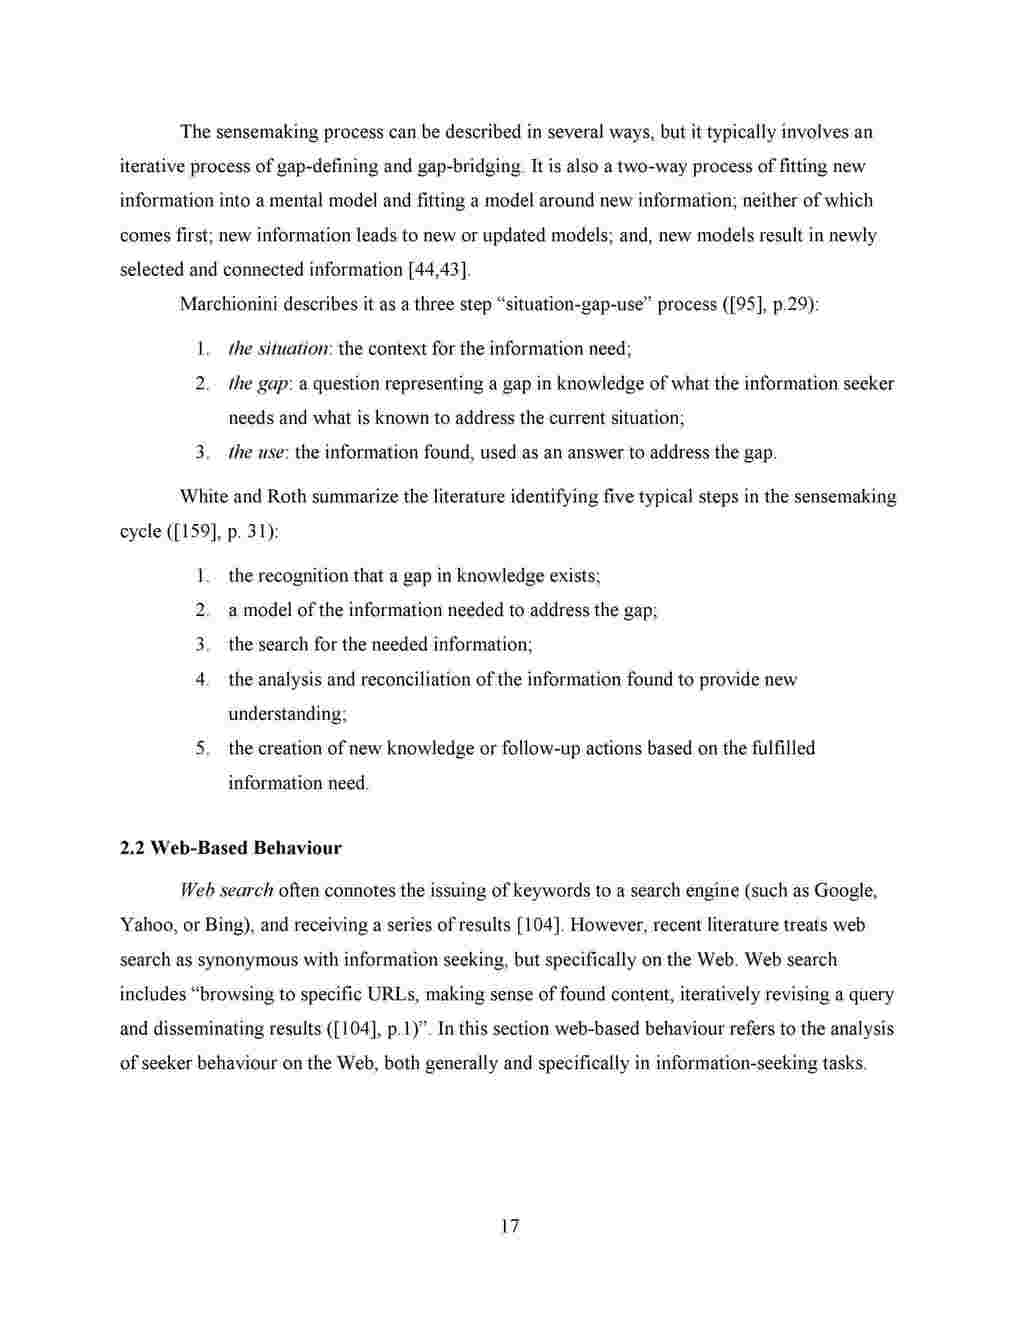 The sensemaking process can be described in several ways, but it typically involves an
iterative process of gap-defining and gap-bridging. It is also a two-way process of fitting new
information into a mental model and fitting a model around new information; neither of which
comes first; new information leads to new or updated models; and, new models result in newly
selected and connected information [44,43].
Marchionini describes it as a three step “situation-gap-use” process ([95], p.29):
1. the situation: the context for the information need;
2. the gap: a question representing a gap in knowledge of what the information seeker
needs and what is known to address the current situation;
3. the use: the information found, used as an answer to address the gap.
White and Roth summarize the literature identifying five typical steps in the sensemaking
cycle ([159], p. 31):
1. the recognition that a gap in knowledge exists;
2. a model of the information needed to address the gap;
3. the search for the needed information;
4. the analysis and reconciliation of the information found to provide new
understanding;
5. the creation of new knowledge or follow-up actions based on the fulfilled
information need.
2.2 Web-Based Behaviour
Web search often connotes the issuing of keywords to a search engine (such as Google,
Yahoo, or Bing), and receiving a series of results [104]. However, recent literature treats web
search as synonymous with information seeking, but specifically on the Web. Web search
includes “browsing to specific URLs, making sense of found content, iteratively revising a query
and disseminating results ([104], p.1)”. In this section web-based behaviour refers to the analysis
of seeker behaviour on the Web, both generally and specifically in information-seeking tasks.
17